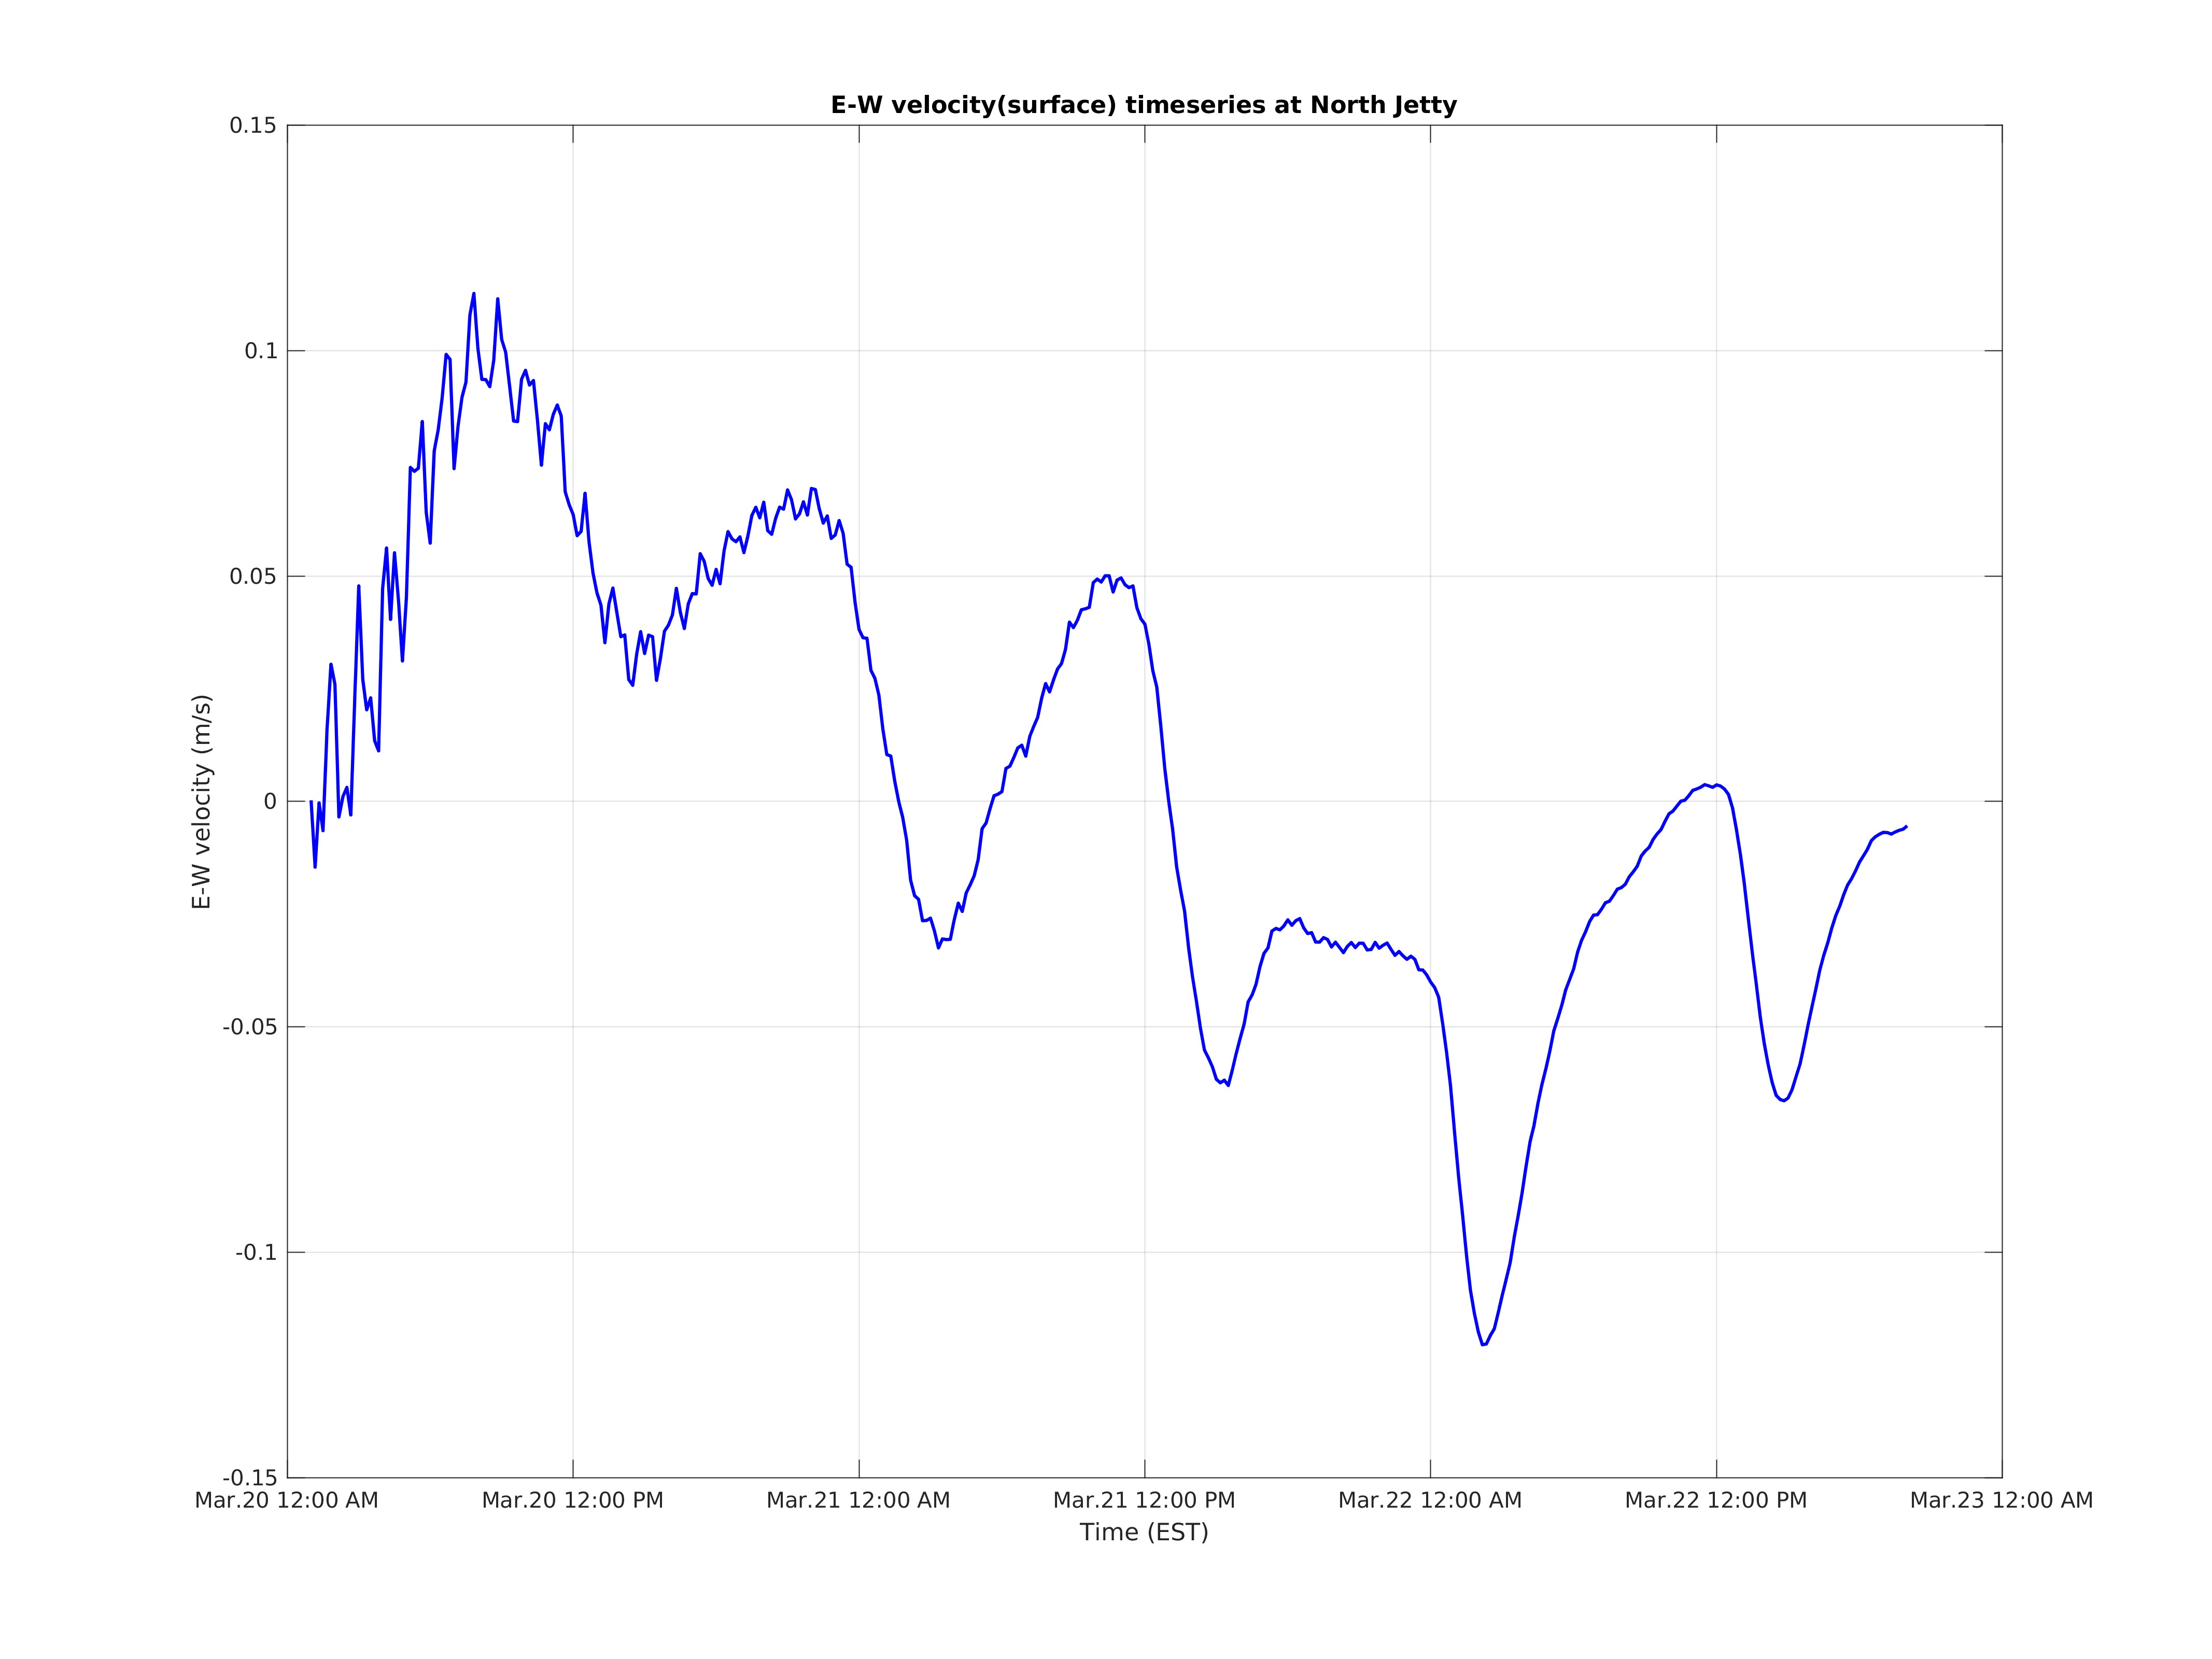 E-W velocity(surface) timeseries at North Jetty
0.15
0.1
0.05
0
-0.05
-0.1
-0.15
E-W velocity (m/s)
Mar.20 12:00 AM Mar.20 12:00 PM Mar.21 12:00 AM Mar.21 12:00 PM Mar.22 12:00 AM Mar.22 12:00 PM Mar.23 12:00 AM
Time (EST)